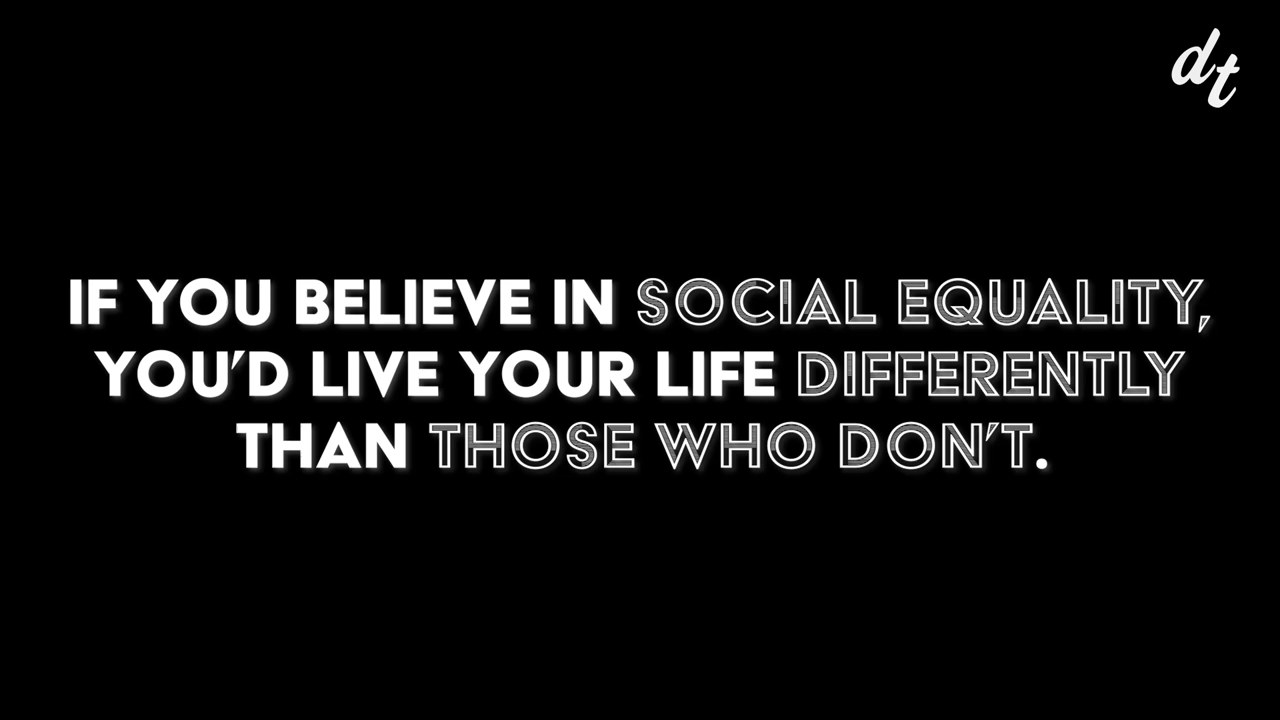 dt
IF YOU BELIEVE IN SOCIAL EQUALITY,
YOU'D LIVE YOUR LIFE DIFFERENTLY
THAN THOSE WHO DON'T.